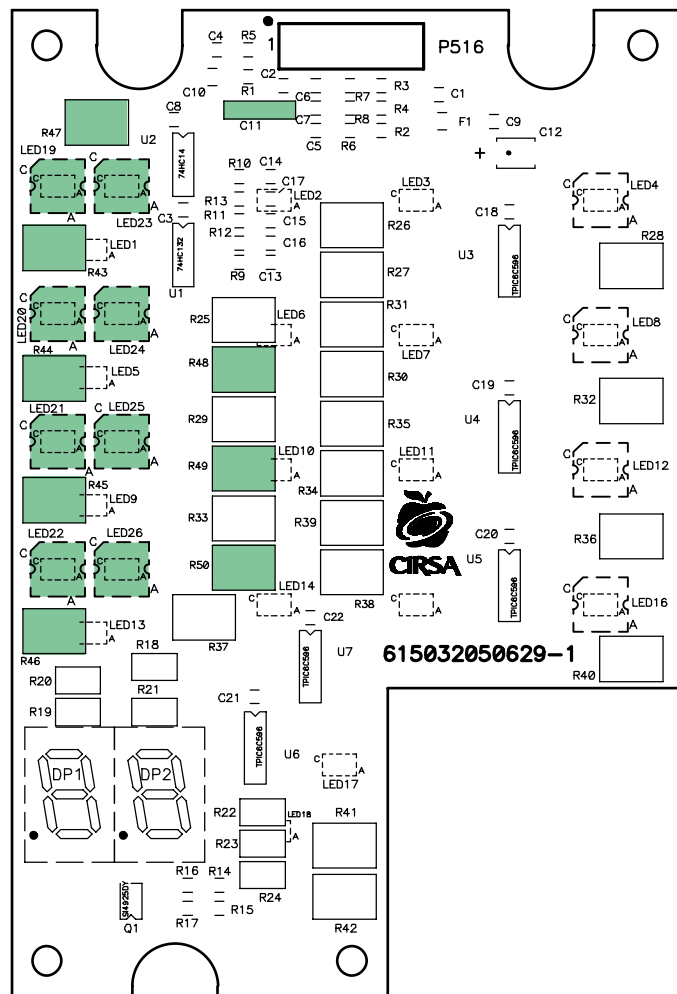 C4 R5 1 P516
C2 R3 C1
C10 R1 C6 R7
C8 C11 C7 R8 R4 F1 C9 C12
R47 U2 C5 R6 R2 +
LED19 74HC14 R10 C14
C C C17 LED2 LED3 LED4
C C C C C C
A A R13 A A A
A LED23 C3 R11 C15 R26 C18 A
LED1 R12 C16 U3 R28
A 74HC132 TPIC6C596
R43 U1 R9 C13 R27
LED20 C C R31
C C R25 LED6 LED7 LED8
A A C C C C
R44 A LED24 A A A A
LED5 R48 R30 C19
A R32
LED21 C LED25 R29 R35 U4 TPIC6C596
C C LED10 LED11 LED12
A A R49 A C C C
A R45 A A A A
LED9 R34
A R33 R39 CIRSA C20 R36
LED22 C LED26 U5
C C R50 TPIC6C596
A A LED14 R38 LED16
A A C C C C
LED13 A C22 A A A
A R37
R46 R18 U7 615032050629-1
R20 TPIC6C596 R40
R21 C21
R19
DP1 DP2 TPIC6C596 U6 C
A
LED17
R22 LED18 R41
R23 A
R16 R14 R24
SI4925DY R15
Q1 R17 R42